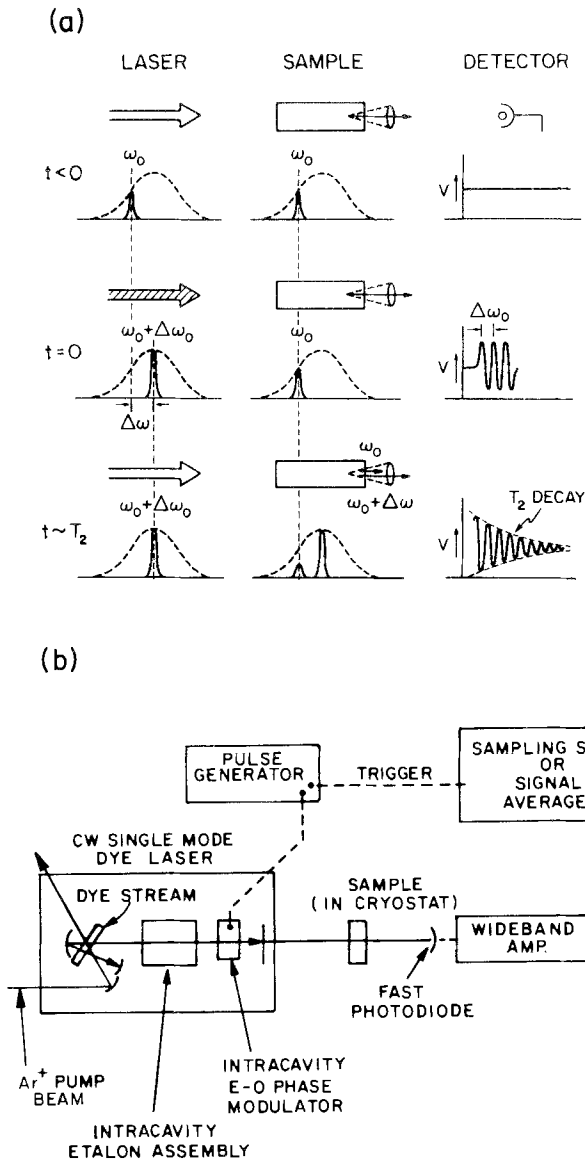 (a)
LASER SAMPLE DETECTOR
t<0
ω₀
ω₀
V
t=0
ω₀+Δω₀
ω₀
Δω₀
V
Δω
ω₀
ω₀+Δω
t~T₂
ω₀+Δω₀
T₂ DECAY
V
(b)
PULSE
GENERATOR
TRIGGER
SAMPLING S
OR
SIGNAL
AVERAGE
CW SINGLE MODE
DYE LASER
DYE STREAM
SAMPLE
(IN CRYOSTAT)
WIDEBAND
AMP.
FAST
PHOTODIODE
Ar⁺ PUMP
BEAM
INTRACAVITY
E-O PHASE
MODULATOR
INTRACAVITY
ETALON ASSEMBLY